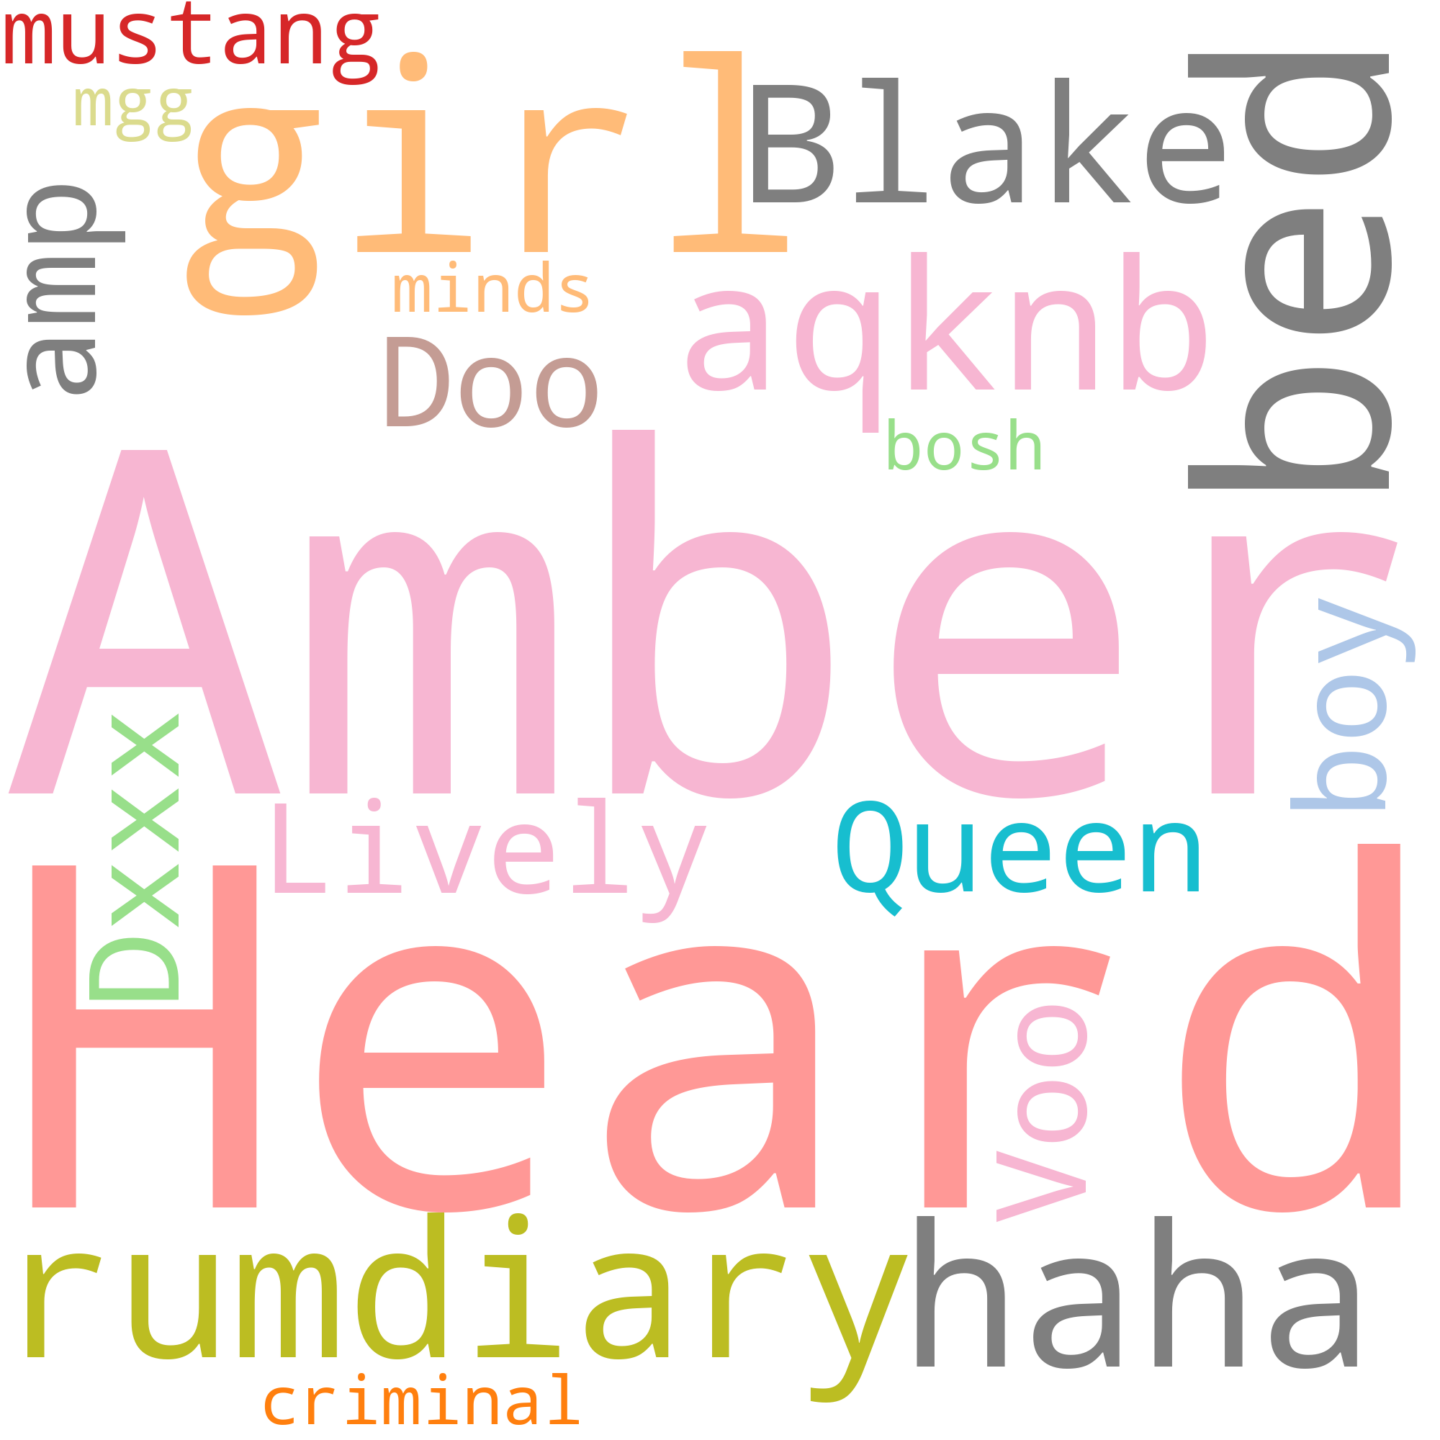 mustang
mgg
girl
Blake
bed
amp
minds
aqknb
Doo
bosh
Amber
boy
Dxxx
Lively
Queen
Heard
Voo
rumdiary
haha
criminal